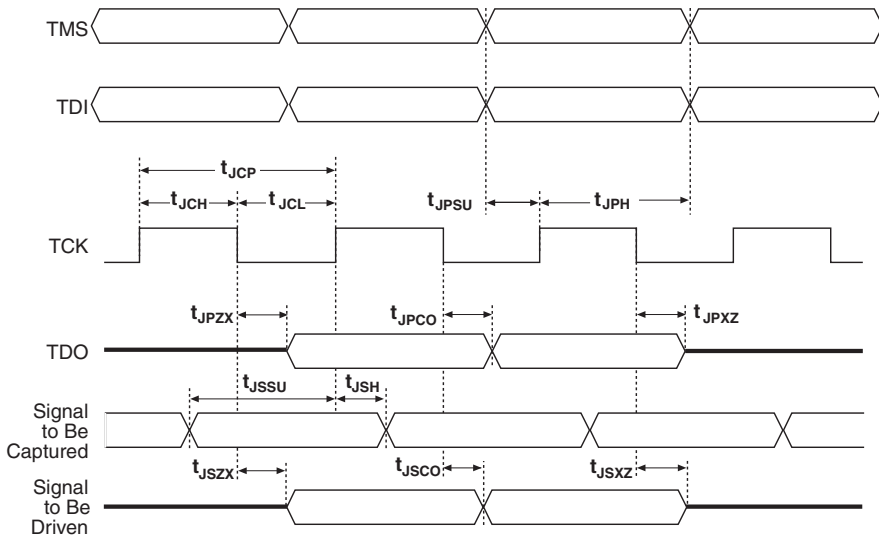 TMS
TDI
tJCP
tJCH tJCL tJPSU tJPH
TCK
tJPZX tJPCO tJPXZ
TDO
tJSSU tJSH
Signal
to Be
Captured
tJSZX tJSCO tJSXZ
Signal
to Be
Driven